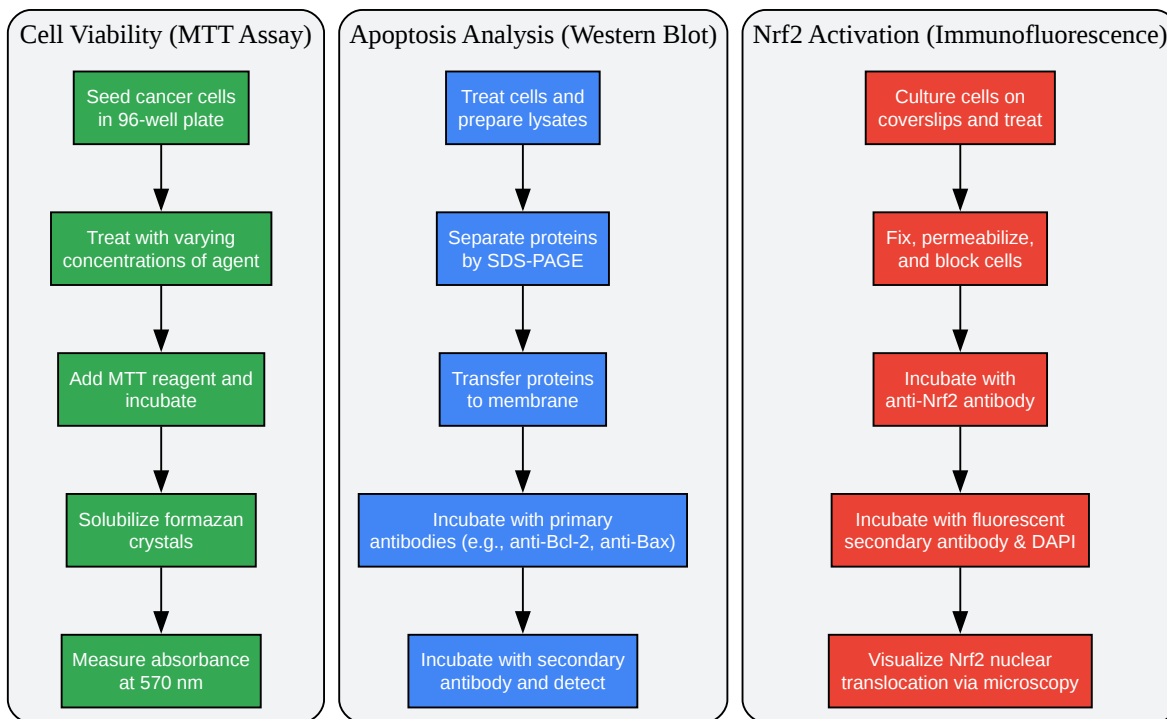 Cell Viability (MTT Assay)
Seed cancer cells
in 96-well plate
Treat with varying
concentrations of agent
Add MTT reagent and
incubate
Solubilize formazan
crystals
Measure absorbance
at 570 nm
Apoptosis Analysis (Western Blot)
Treat cells and
prepare lysates
Separate proteins
by SDS-PAGE
Transfer proteins
to membrane
Incubate with primary
antibodies (e.g., anti-Bcl-2, anti-Bax)
Incubate with secondary
antibody and detect
Nrf2 Activation (Immunofluorescence)
Culture cells on
coverslips and treat
Fix, permeabilize,
and block cells
Incubate with
anti-Nrf2 antibody
Incubate with fluorescent
secondary antibody & DAPI
Visualize Nrf2 nuclear
translocation via microscopy